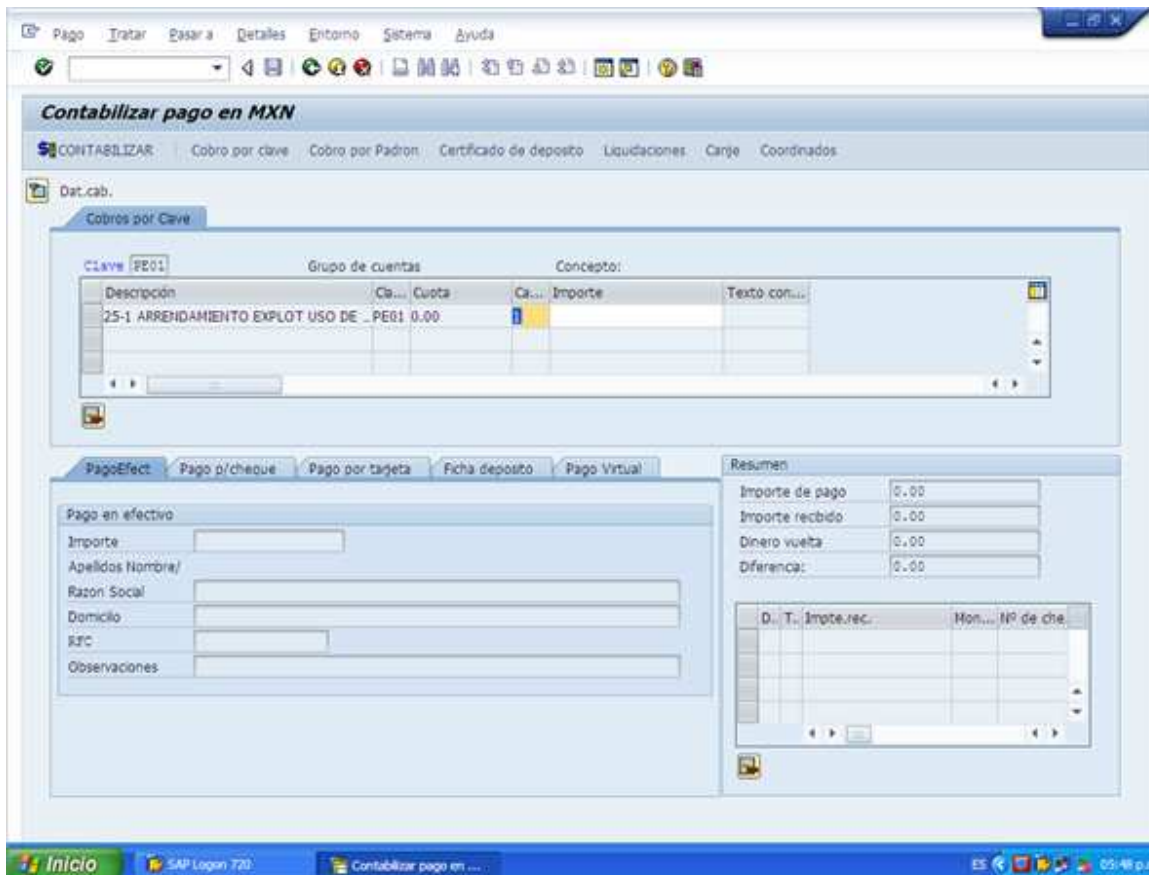 Pago Tratar Pasar a Detalles Entorno Sistema Ayuda
Contabilizar pago en MXN
CONTABILIZAR Cobro por clave Cobro por Padron Certificado de deposito Liquidaciones Canje Coordinados
Dat.cab.
Cobros por Clave
Clave PE01 Grupo de cuentas Concepto:
Descripción Cla... Cuota Ca... Importe Texto con...
25-1 ARRENDAMIENTO EXPLOT USO DE .. PE01 0.00 1
PagoEfect Pago p/cheque Pago por tarjeta Ficha deposito Pago Virtual
Pago en efectivo
Importe
Apellidos Nombre/
Razon Social
Domicilio
RFC
Observaciones
Resumen
Importe de pago 0.00
Importe recibido 0.00
Dinero vuelta 0.00
Diferencia: 0.00
D.. T.. Impte.rec. Mon... Nº de che
Inicio SAP Logon 720 Contabilizar pago en .... ES 05:48 p.